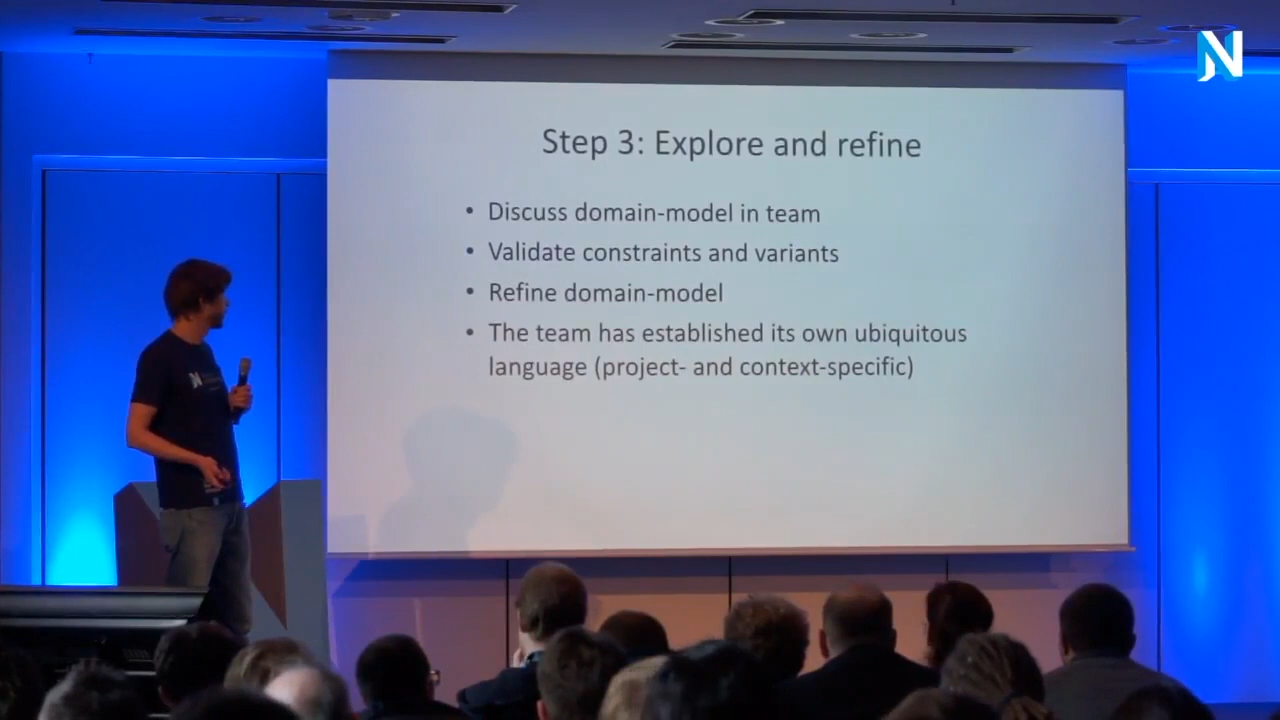 N
Step 3: Explore and refine
• Discuss domain-model in team
• Validate constraints and variants
• Refine domain-model
• The team has established its own ubiquitous
language (project- and context-specific)